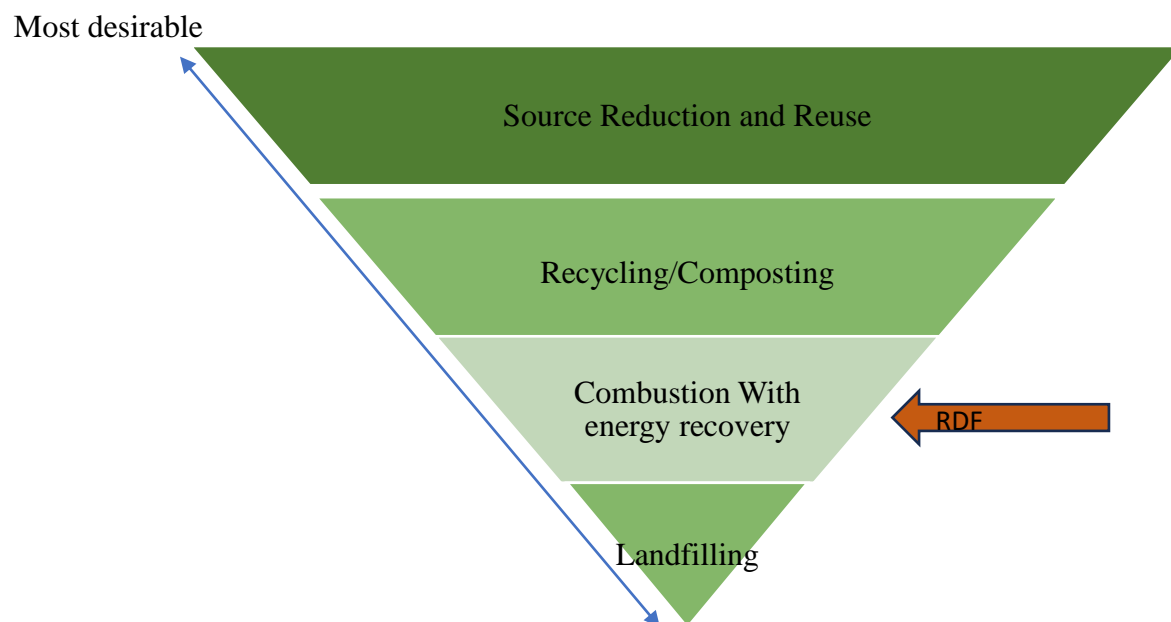 Most desirable
Source Reduction and Reuse
Recycling/Composting
Combustion With
energy recovery
RDF
Landfilling